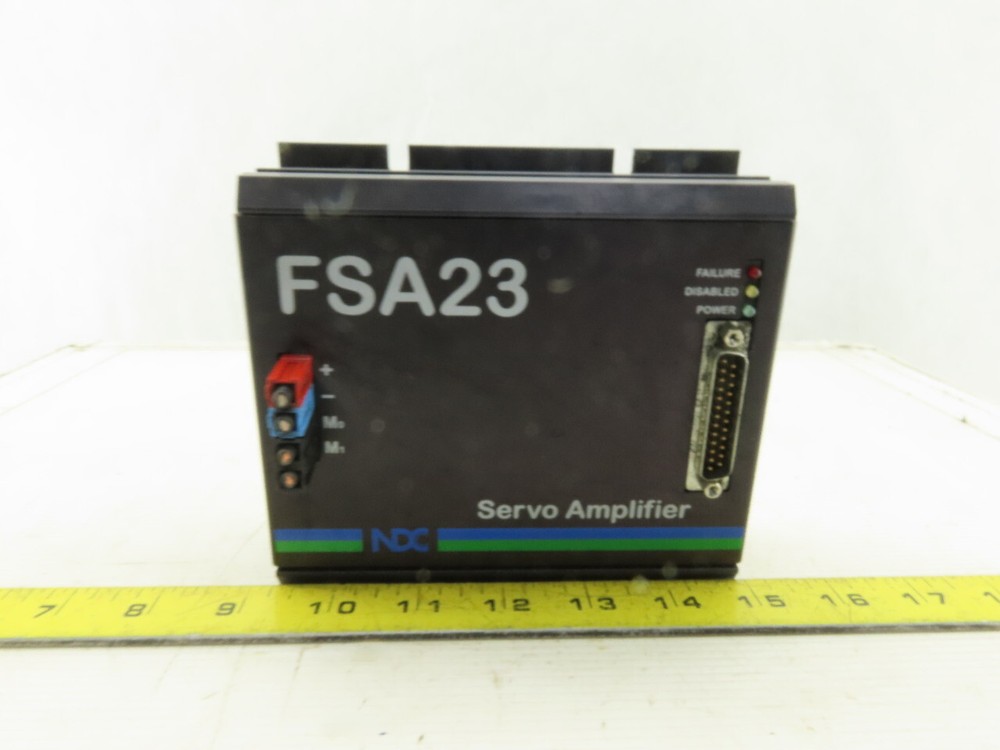 FSA23
FAILURE
DISABLED
POWER
+
−
M0
M1
Servo Amplifier
NDC
7 8 9 10 11 12 13 14 15 16 17